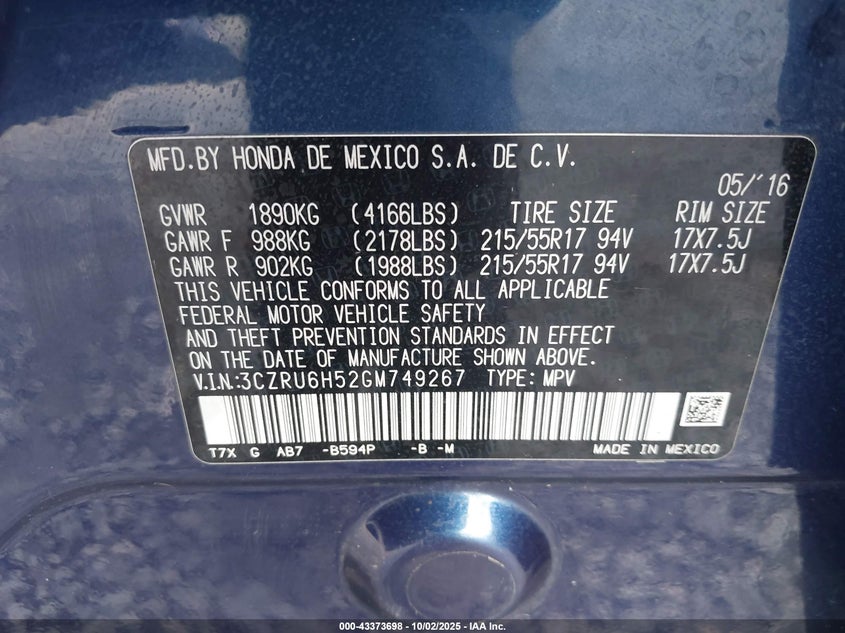 MFD.BY HONDA DE MEXICO S.A. DE C.V.
05/'16
GVWR 1890KG (4166LBS) TIRE SIZE RIM SIZE
GAWR F 988KG (2178LBS) 215/55R17 94V 17X7.5J
GAWR R 902KG (1988LBS) 215/55R17 94V 17X7.5J
THIS VEHICLE CONFORMS TO ALL APPLICABLE
FEDERAL MOTOR VEHICLE SAFETY
AND THEFT PREVENTION STANDARDS IN EFFECT
ON THE DATE OF MANUFACTURE SHOWN ABOVE.
V.I.N:3CZRU6H52GM749267 TYPE: MPV
T7X G AB7 -B594P -B -M MADE IN MEXICO
000-43373698 - 10/02/2025 - IAA Inc.